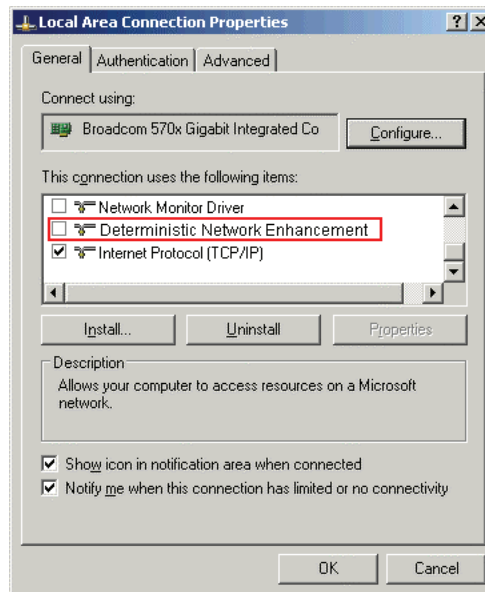 Local Area Connection Properties
General Authentication Advanced
Connect using:
Broadcom 570x Gigabit Integrated Co Configure...
This connection uses the following items:
Network Monitor Driver
Deterministic Network Enhancement
Internet Protocol (TCP/IP)
Install... Uninstall Properties
Description
Allows your computer to access resources on a Microsoft
network.
Show icon in notification area when connected
Notify me when this connection has limited or no connectivity
OK Cancel